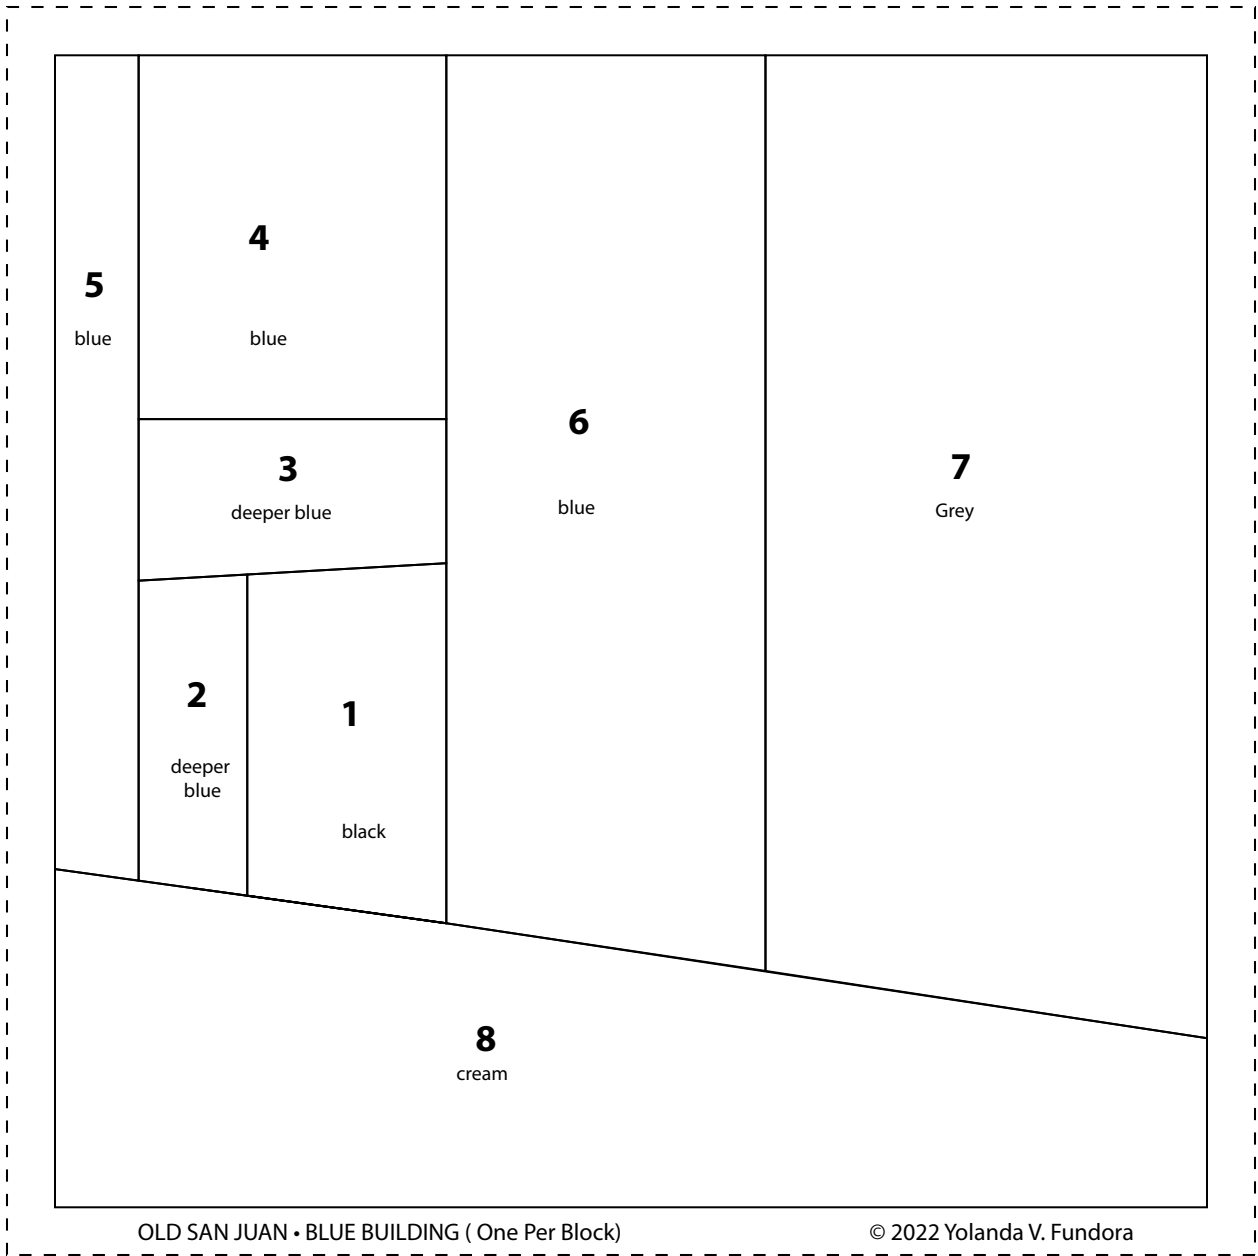 4
5
blue
blue
6
blue
3
deeper blue
7
Grey
2
deeper
blue
1
black
8
cream
OLD SAN JUAN • BLUE BUILDING ( One Per Block)
© 2022 Yolanda V. Fundora